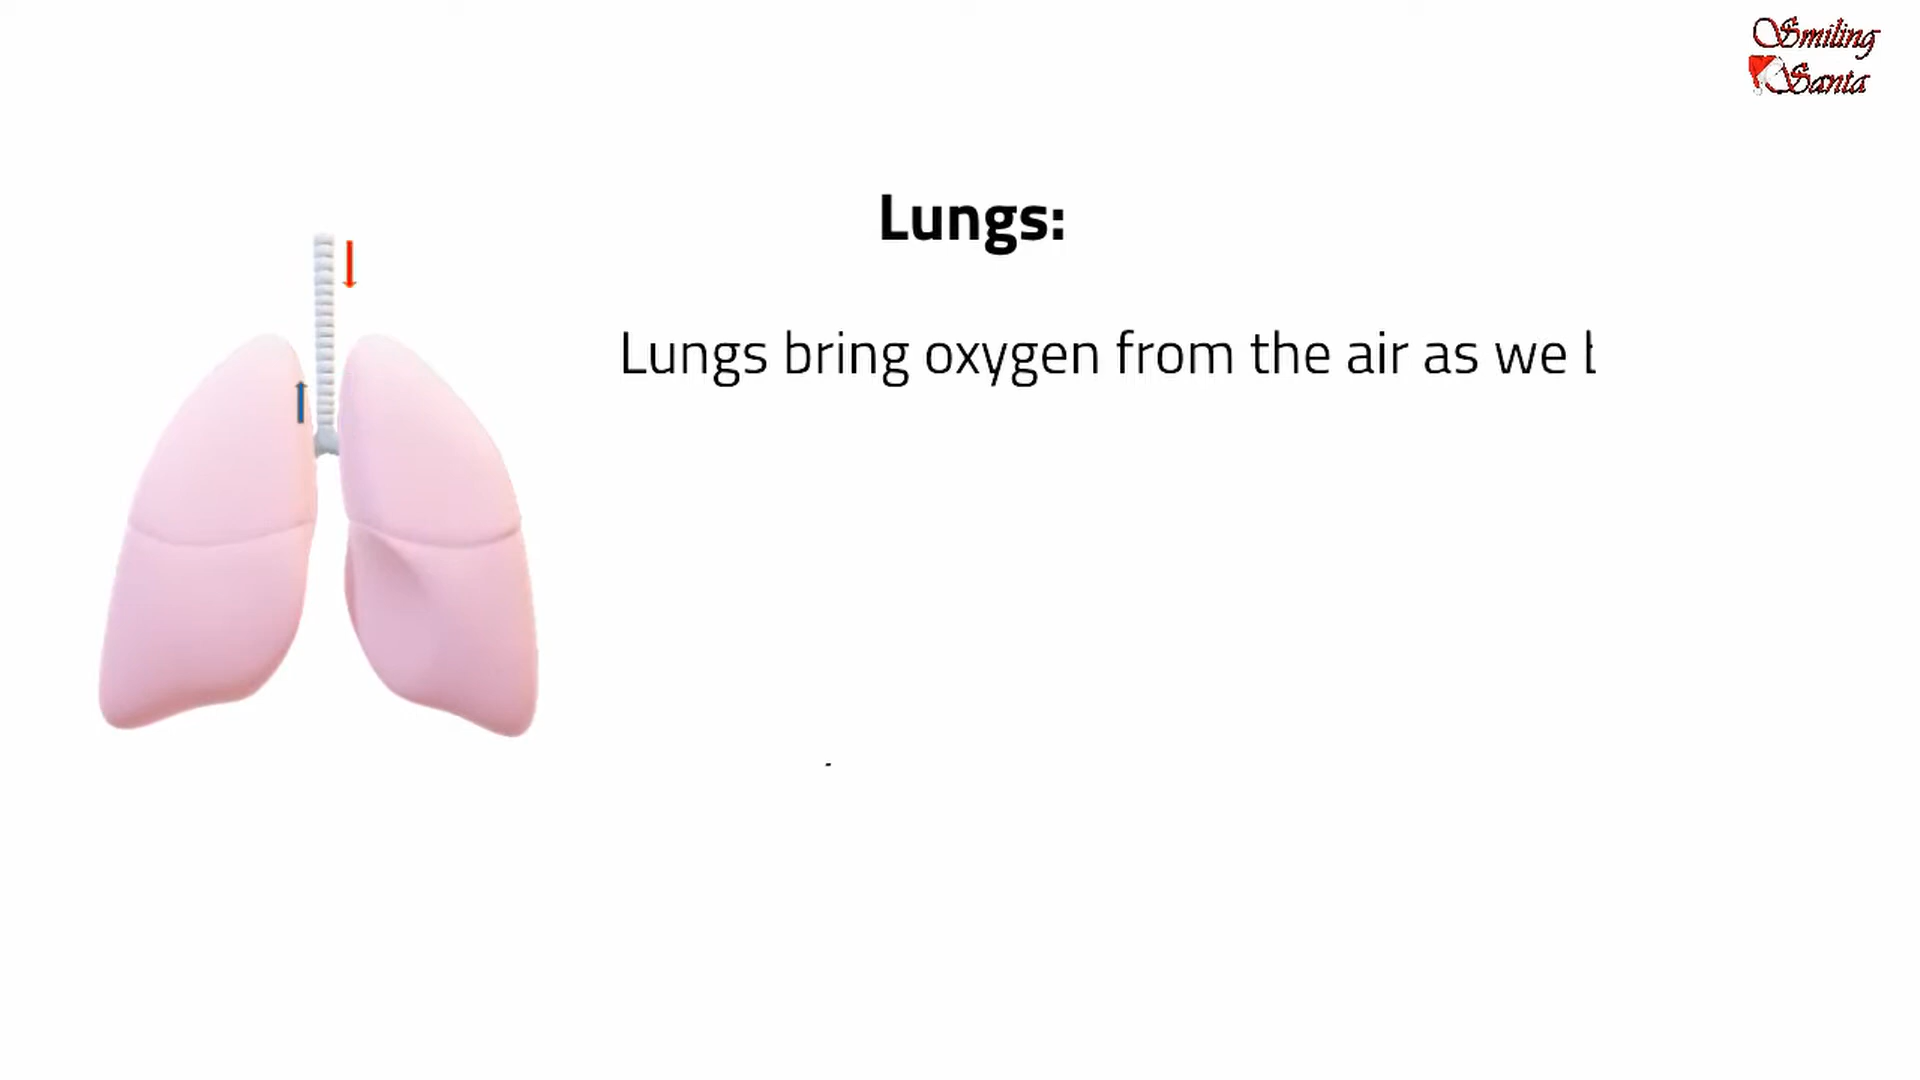 Smiling
Santa
Lungs:
Lungs bring oxygen from the air as we